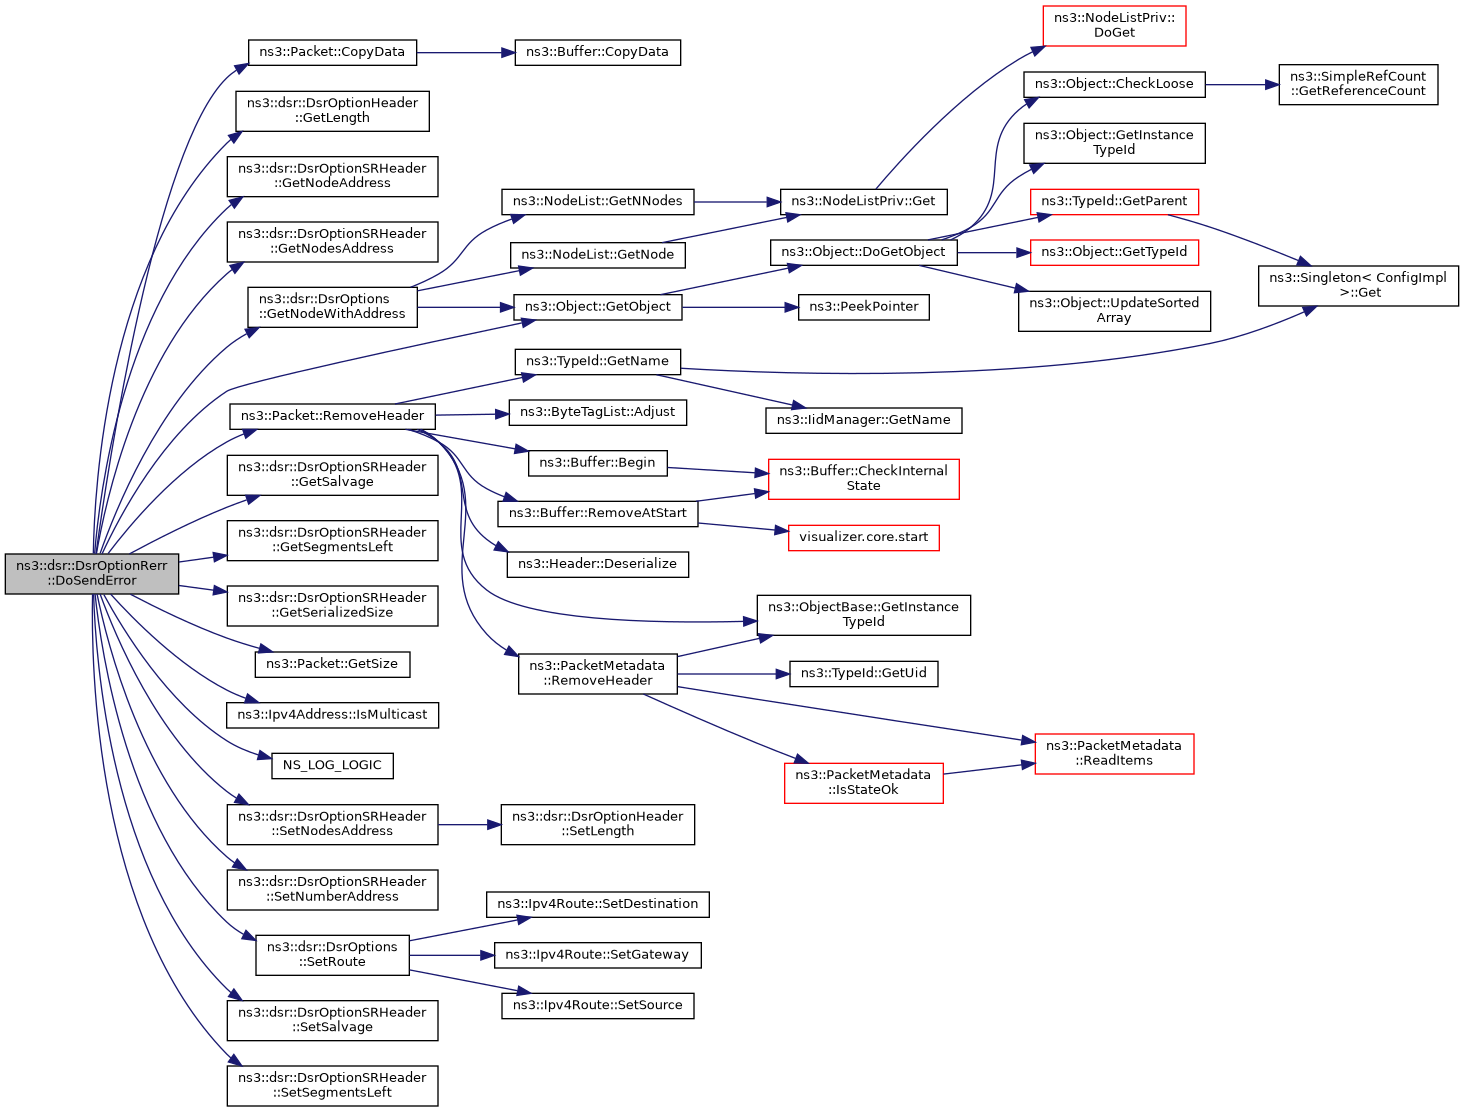 ns3::dsr::DsrOptionRerr
::DoSendError
ns3::Packet::CopyData
ns3::dsr::DsrOptionHeader
::GetLength
ns3::dsr::DsrOptionSRHeader
::GetNodeAddress
ns3::dsr::DsrOptionSRHeader
::GetNodesAddress
ns3::dsr::DsrOptions
::GetNodeWithAddress
ns3::Packet::RemoveHeader
ns3::dsr::DsrOptionSRHeader
::GetSalvage
ns3::dsr::DsrOptionSRHeader
::GetSegmentsLeft
ns3::dsr::DsrOptionSRHeader
::GetSerializedSize
ns3::Packet::GetSize
ns3::Ipv4Address::IsMulticast
NS_LOG_LOGIC
ns3::dsr::DsrOptionSRHeader
::SetNodesAddress
ns3::dsr::DsrOptionSRHeader
::SetNumberAddress
ns3::dsr::DsrOptions
::SetRoute
ns3::dsr::DsrOptionSRHeader
::SetSalvage
ns3::dsr::DsrOptionSRHeader
::SetSegmentsLeft
ns3::Buffer::CopyData
ns3::NodeList::GetNNodes
ns3::NodeList::GetNode
ns3::Object::GetObject
ns3::TypeId::GetName
ns3::ByteTagList::Adjust
ns3::Buffer::Begin
ns3::Buffer::RemoveAtStart
ns3::Header::Deserialize
ns3::PacketMetadata
::RemoveHeader
ns3::dsr::DsrOptionHeader
::SetLength
ns3::Ipv4Route::SetDestination
ns3::Ipv4Route::SetGateway
ns3::Ipv4Route::SetSource
ns3::NodeListPriv::Get
ns3::Object::DoGetObject
ns3::PeekPointer
ns3::IidManager::GetName
ns3::Buffer::CheckInternal
State
visualizer.core.start
ns3::ObjectBase::GetInstance
TypeId
ns3::TypeId::GetUid
ns3::PacketMetadata
::IsStateOk
ns3::NodeListPriv::
DoGet
ns3::Object::CheckLoose
ns3::Object::GetInstance
TypeId
ns3::TypeId::GetParent
ns3::Object::GetTypeId
ns3::Object::UpdateSorted
Array
ns3::PacketMetadata
::ReadItems
ns3::SimpleRefCount
::GetReferenceCount
ns3::Singleton< ConfigImpl
>::Get